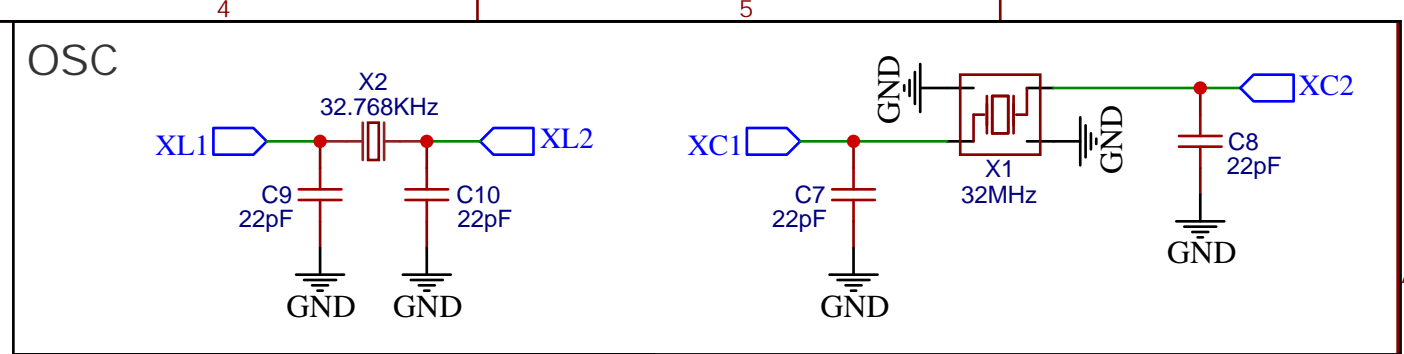 4 5
OSC
X2
32.768KHz
XL1
XL2
C9
22pF
C10
22pF
GND
GND
GND
XC2
XC1
GND
X1
32MHz
C7
22pF
C8
22pF
GND
GND